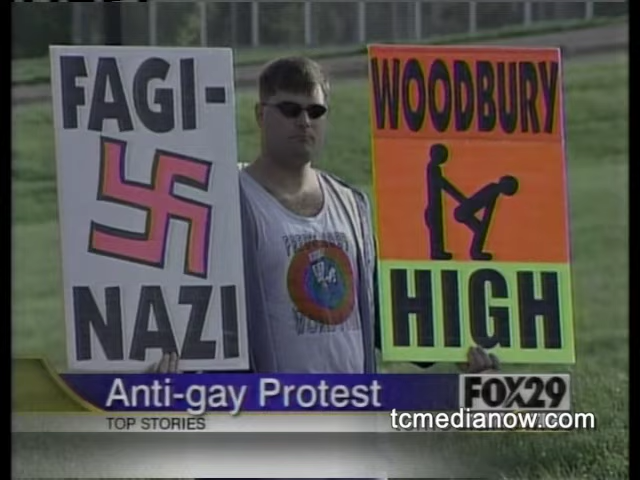 FAGI-
NAZI
WOODBURY
HIGH
Anti-gay Protest
FOX29
TOP STORIES
tcmedianow.com